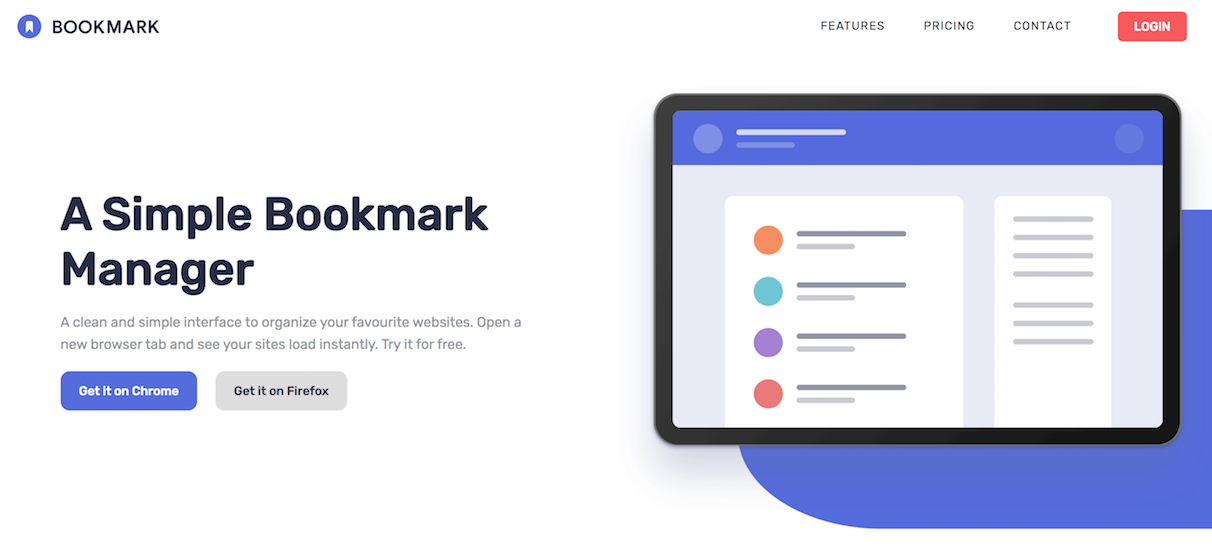 BOOKMARK
FEATURES
PRICING
CONTACT
LOGIN
A Simple Bookmark
Manager
A clean and simple interface to organize your favourite websites. Open a
new browser tab and see your sites load instantly. Try it for free.
Get it on Chrome
Get it on Firefox